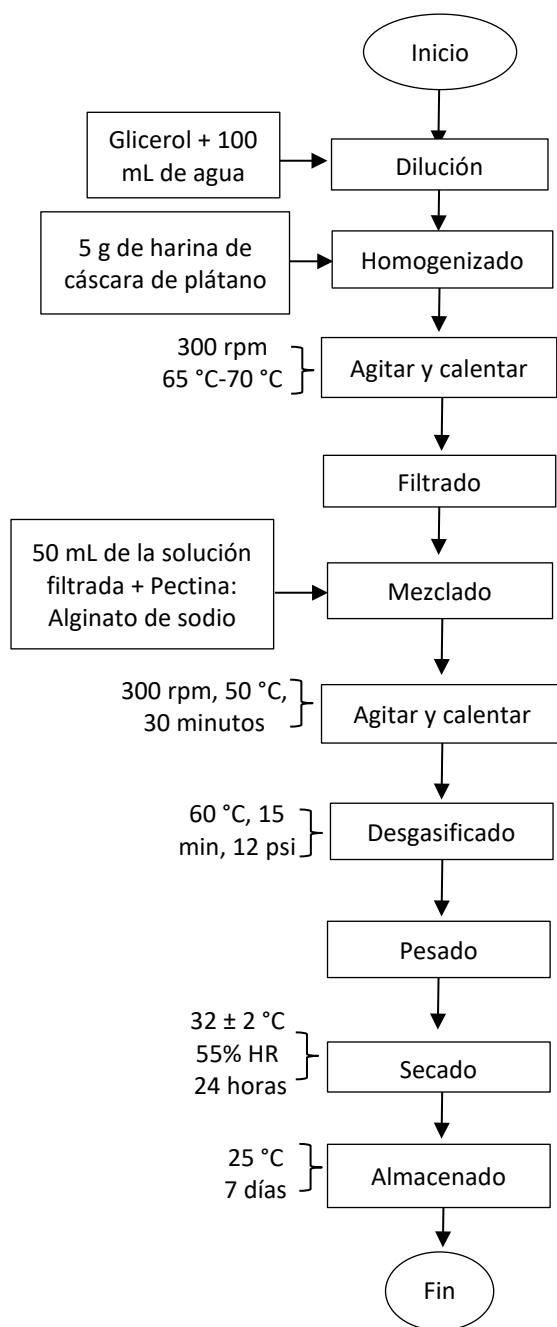 Inicio
Glicerol + 100
mL de agua
Dilución
5 g de harina de
cáscara de plátano
Homogenizado
300 rpm
65 °C-70 °C
Agitar y calentar
Filtrado
50 mL de la solución
filtrada + Pectina:
Alginato de sodio
Mezclado
300 rpm, 50 °C,
30 minutos
Agitar y calentar
60 °C, 15
min, 12 psi
Desgasificado
Pesado
32 ± 2 °C
55% HR
24 horas
Secado
25 °C
7 días
Almacenado
Fin